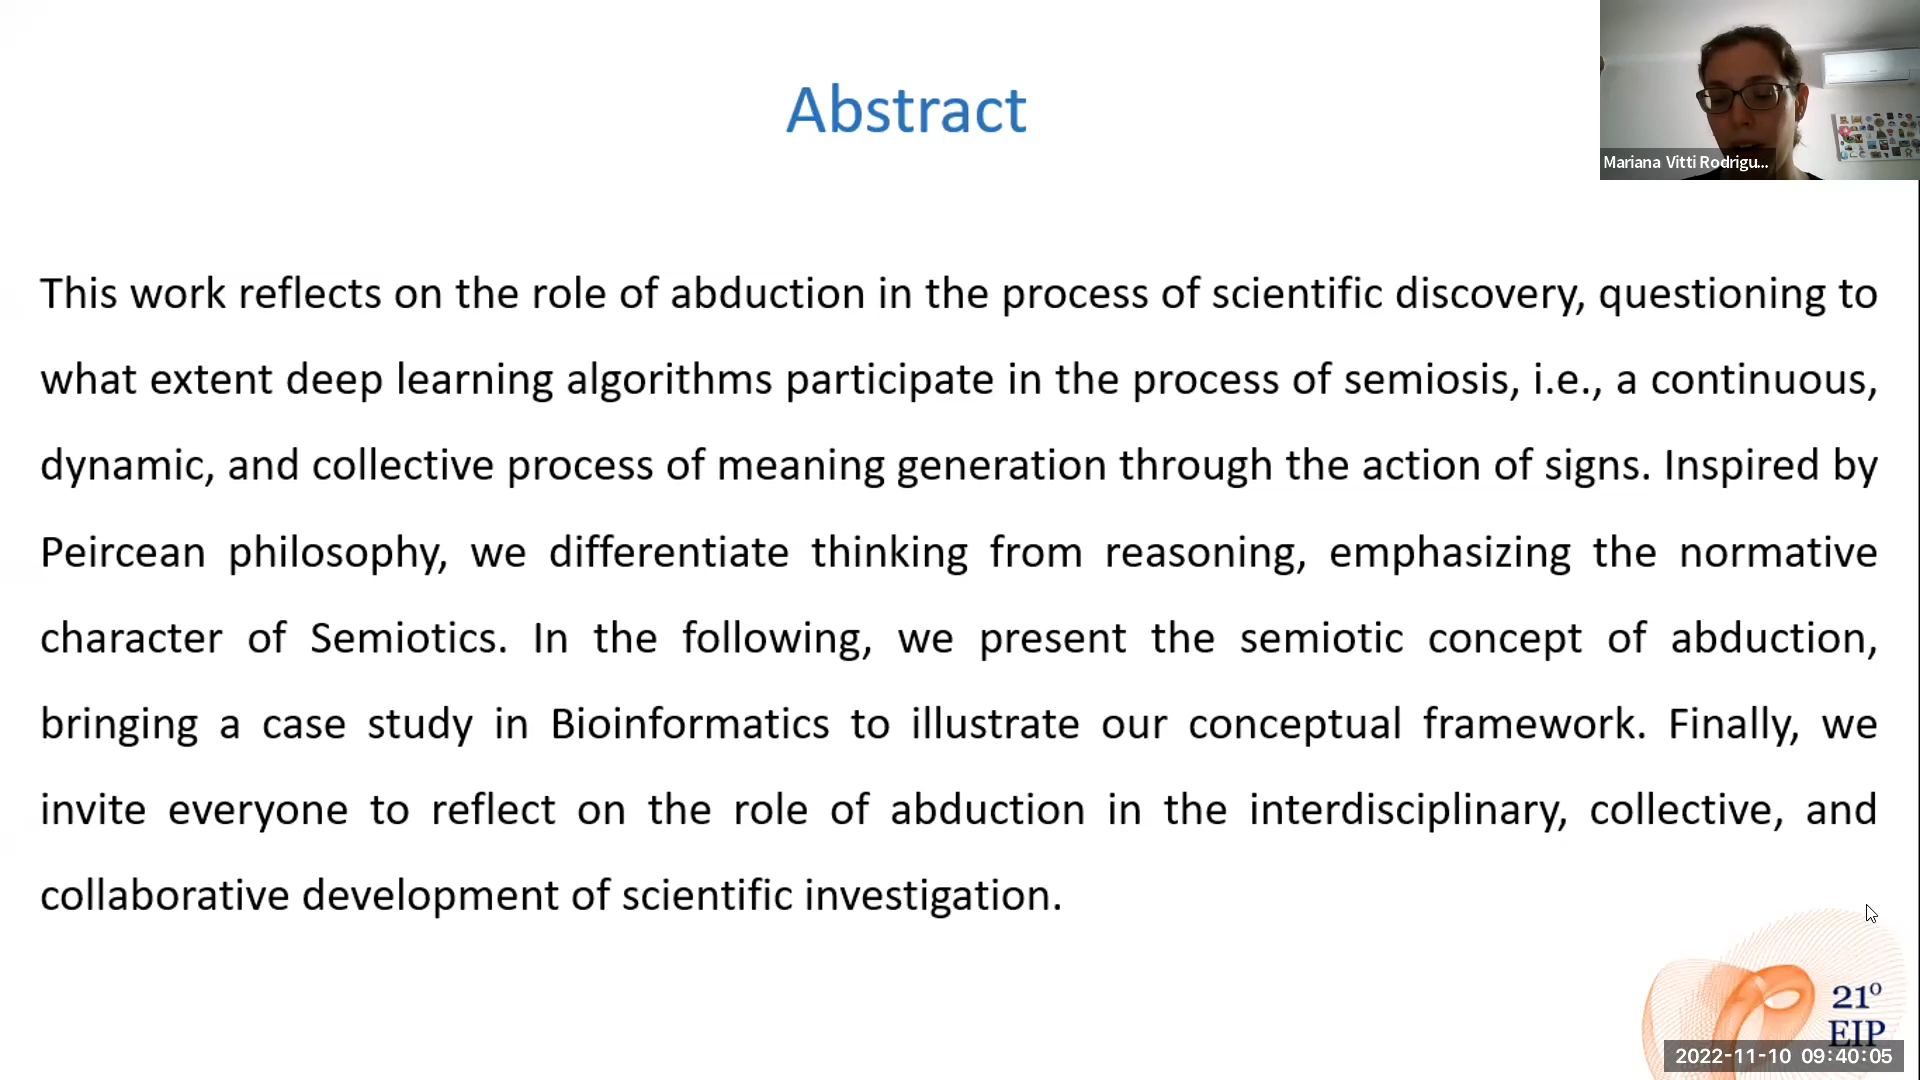 Abstract
Mariana Vitti Rodrigu...
This work reflects on the role of abduction in the process of scientific discovery, questioning to
what extent deep learning algorithms participate in the process of semiosis, i.e., a continuous,
dynamic, and collective process of meaning generation through the action of signs. Inspired by
Peircean philosophy, we differentiate thinking from reasoning, emphasizing the normative
character of Semiotics. In the following, we present the semiotic concept of abduction,
bringing a case study in Bioinformatics to illustrate our conceptual framework. Finally, we
invite everyone to reflect on the role of abduction in the interdisciplinary, collective, and
collaborative development of scientific investigation.
21º
EIP
2022-11-10 09:40:05